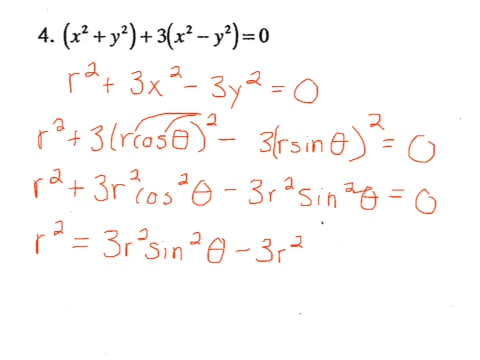 4. (x² + y²) + 3(x² − y²) = 0
r² + 3x² − 3y² = 0
r² + 3(rcosθ)² − 3(rsinθ)² = 0
r² + 3r²cos²θ − 3r²sin²θ = 0
r² = 3r²sin²θ − 3r²